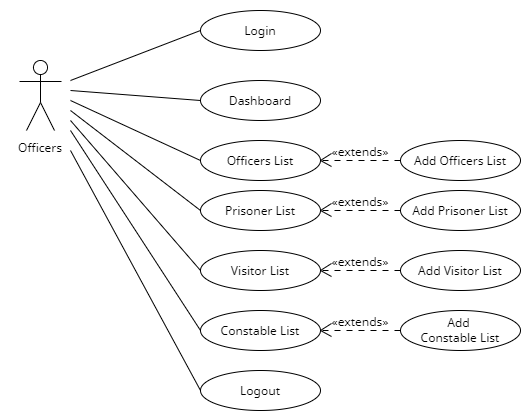 Login
Dashboard
Officers
Officers List
«extends»
Add Officers List
Prisoner List
«extends»
Add Prisoner List
Visitor List
«extends»
Add Visitor List
Constable List
«extends»
Add
Constable List
Logout